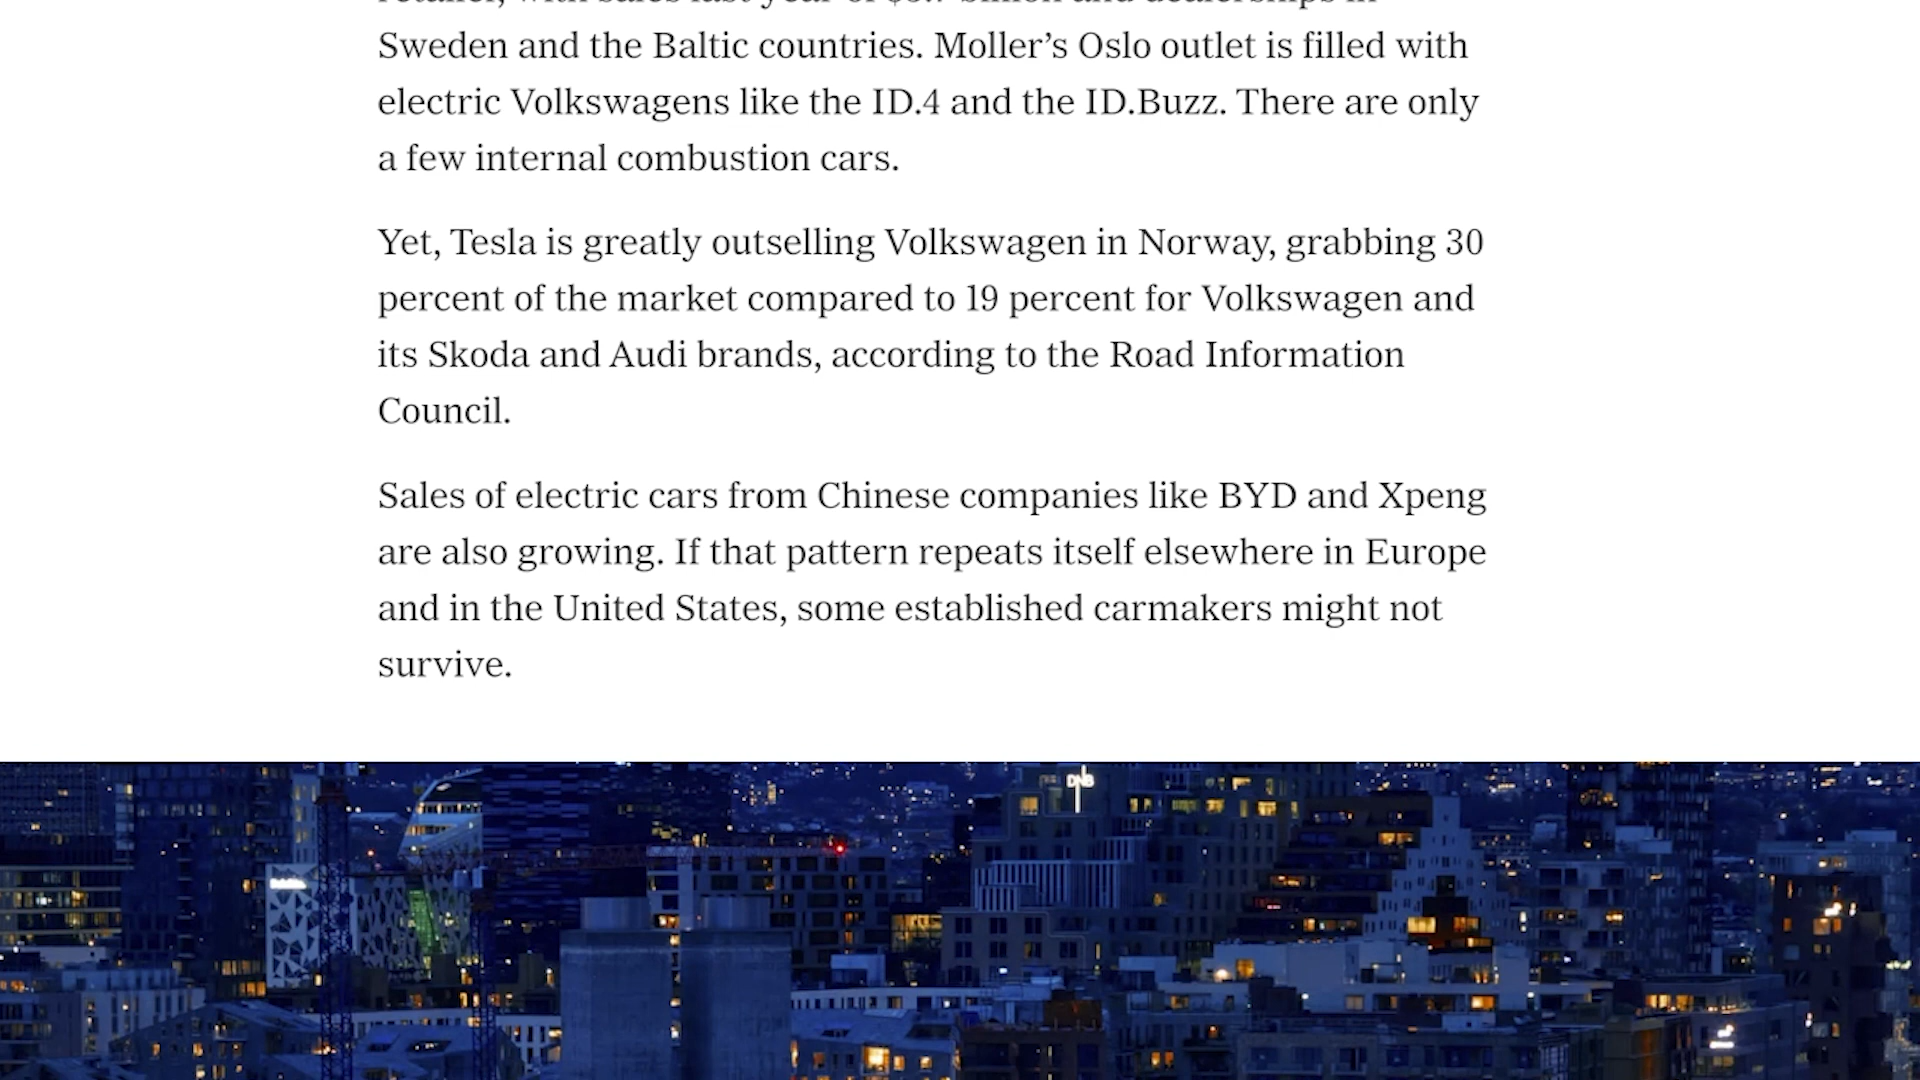 Sweden and the Baltic countries. Moller’s Oslo outlet is filled with
electric Volkswagens like the ID.4 and the ID.Buzz. There are only
a few internal combustion cars.
Yet, Tesla is greatly outselling Volkswagen in Norway, grabbing 30
percent of the market compared to 19 percent for Volkswagen and
its Skoda and Audi brands, according to the Road Information
Council.
Sales of electric cars from Chinese companies like BYD and Xpeng
are also growing. If that pattern repeats itself elsewhere in Europe
and in the United States, some established carmakers might not
survive.
DNB